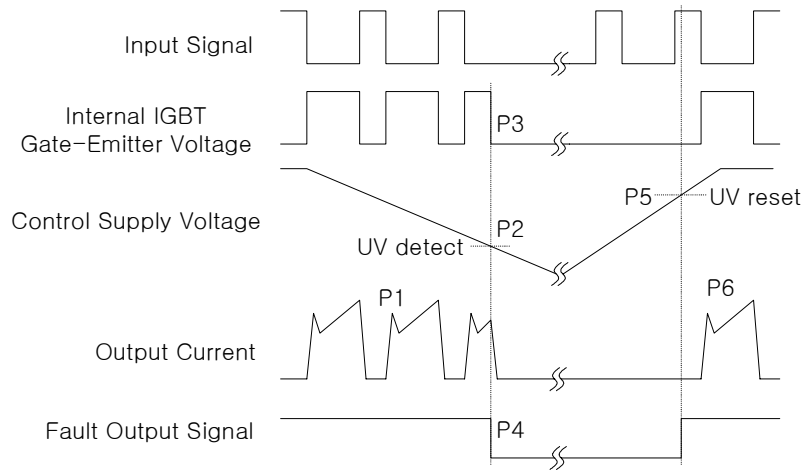 Input Signal
Internal IGBT
Gate-Emitter Voltage
P3
Control Supply Voltage
P5
UV reset
P2
UV detect
P1
P6
Output Current
Fault Output Signal
P4